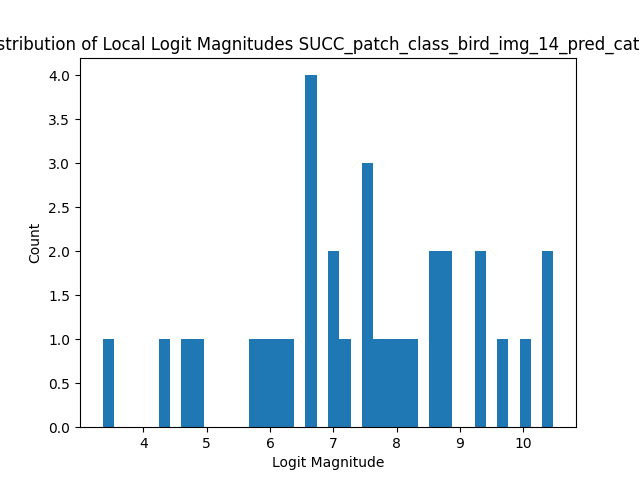 stribution of Local Logit Magnitudes SUCC_patch_class_bird_img_14_pred_cat
4.0
3.5
3.0
2.5
2.0
1.5
1.0
0.5
0.0
Count
4 5 6 7 8 9 10
Logit Magnitude